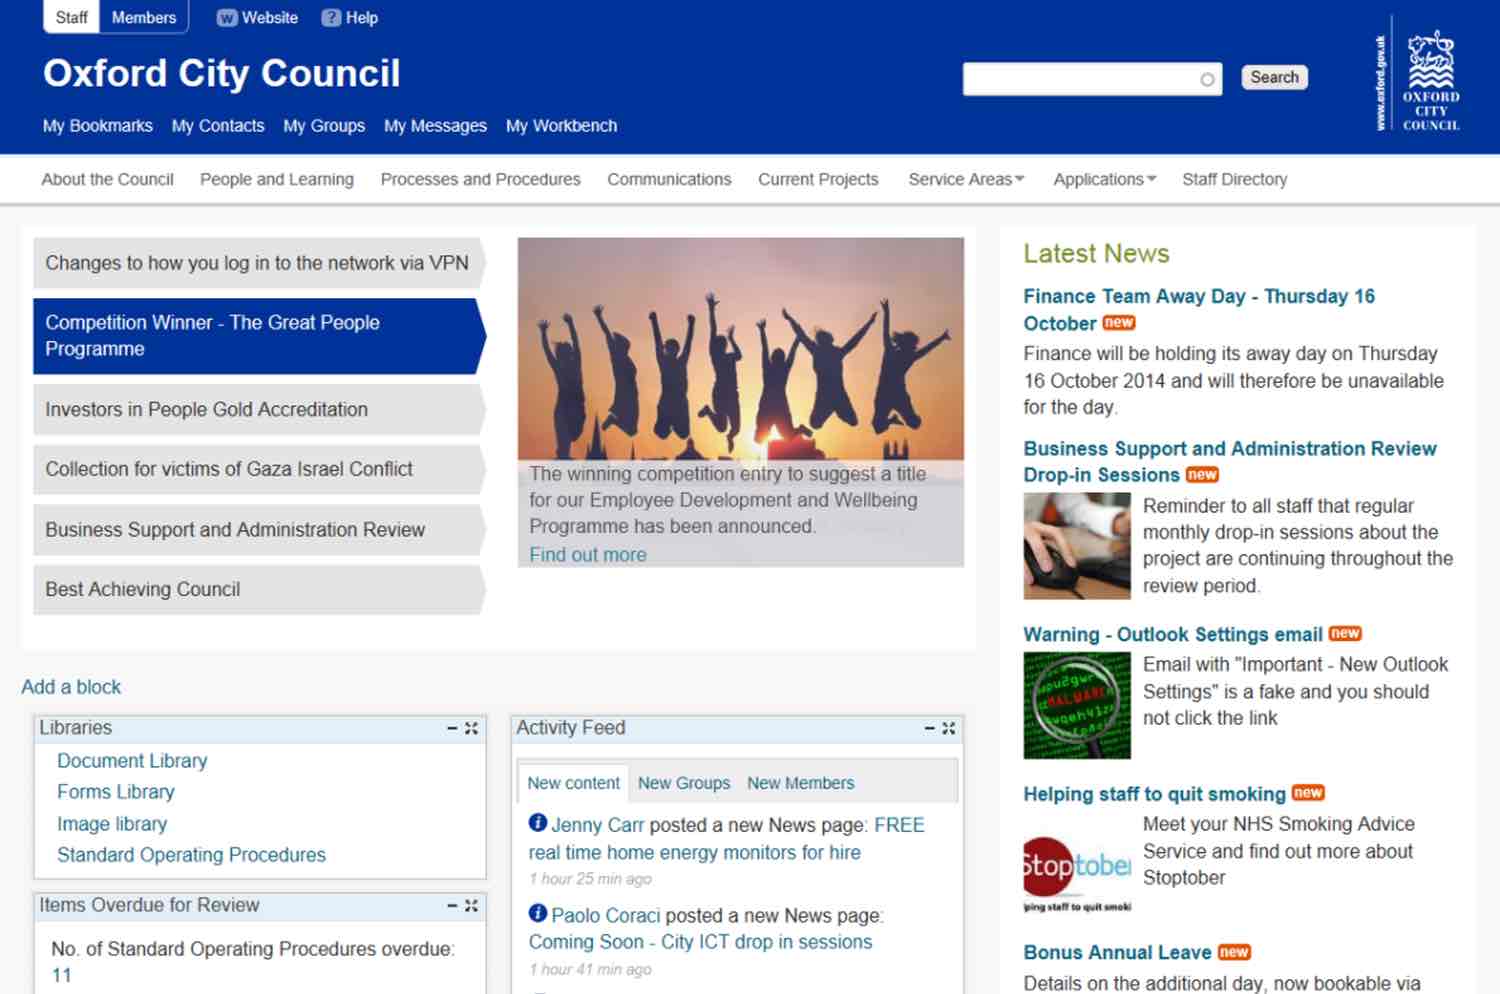 Staff
Members
w Website
? Help
Oxford City Council
Search
www.oxford.gov.uk
OXFORD
CITY
COUNCIL
My Bookmarks
My Contacts
My Groups
My Messages
My Workbench
About the Council
People and Learning
Processes and Procedures
Communications
Current Projects
Service Areas
Applications
Staff Directory
Changes to how you log in to the network via VPN
Competition Winner - The Great People
Programme
Investors in People Gold Accreditation
Collection for victims of Gaza Israel Conflict
Business Support and Administration Review
Best Achieving Council
The winning competition entry to suggest a title
for our Employee Development and Wellbeing
Programme has been announced.
Find out more
Add a block
Libraries
Document Library
Forms Library
Image library
Standard Operating Procedures
Items Overdue for Review
No. of Standard Operating Procedures overdue:
11
Activity Feed
New content
New Groups
New Members
i Jenny Carr posted a new News page: FREE
real time home energy monitors for hire
1 hour 25 min ago
i Paolo Coraci posted a new News page:
Coming Soon - City ICT drop in sessions
1 hour 41 min ago
Latest News
Finance Team Away Day - Thursday 16
October new
Finance will be holding its away day on Thursday
16 October 2014 and will therefore be unavailable
for the day.
Business Support and Administration Review
Drop-in Sessions new
Reminder to all staff that regular
monthly drop-in sessions about the
project are continuing throughout the
review period.
Warning - Outlook Settings email new
MALWARE
Email with "Important - New Outlook
Settings" is a fake and you should
not click the link
Helping staff to quit smoking new
Stoptober
ping staff to quit smoki
Meet your NHS Smoking Advice
Service and find out more about
Stoptober
Bonus Annual Leave new
Details on the additional day, now bookable via